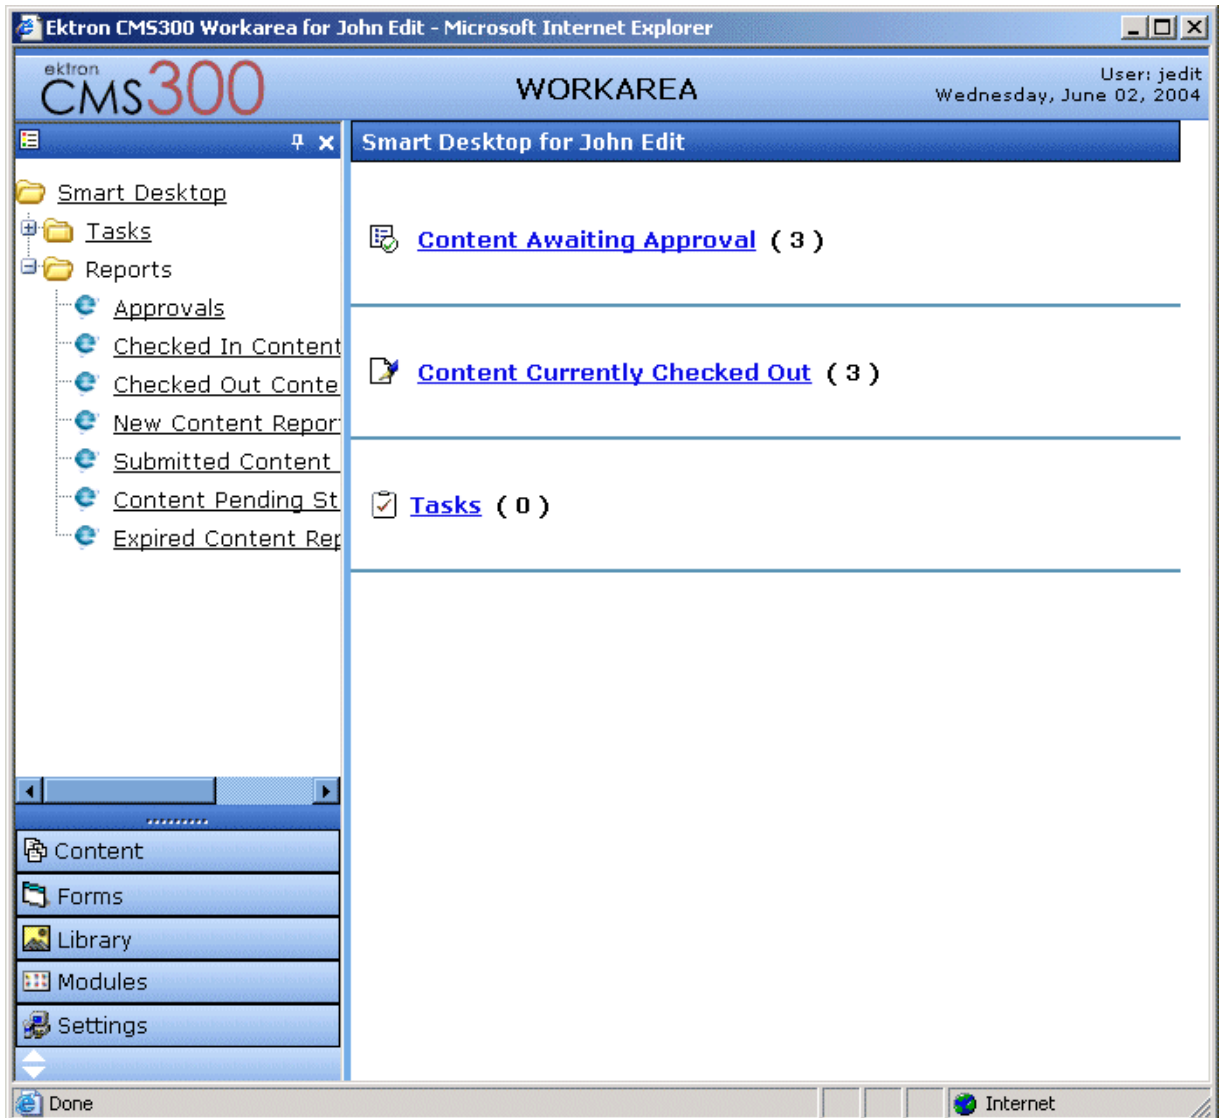 Ektron CMS300 Workarea for John Edit - Microsoft Internet Explorer
ektron
CMS300
WORKAREA
User: jedit
Wednesday, June 02, 2004
Smart Desktop for John Edit
Smart Desktop
Tasks
Reports
Approvals
Checked In Content
Checked Out Conte
New Content Repor
Submitted Content
Content Pending St
Expired Content Rep
Content Awaiting Approval ( 3 )
Content Currently Checked Out ( 3 )
Tasks ( 0 )
Content
Forms
Library
Modules
Settings
Done
Internet